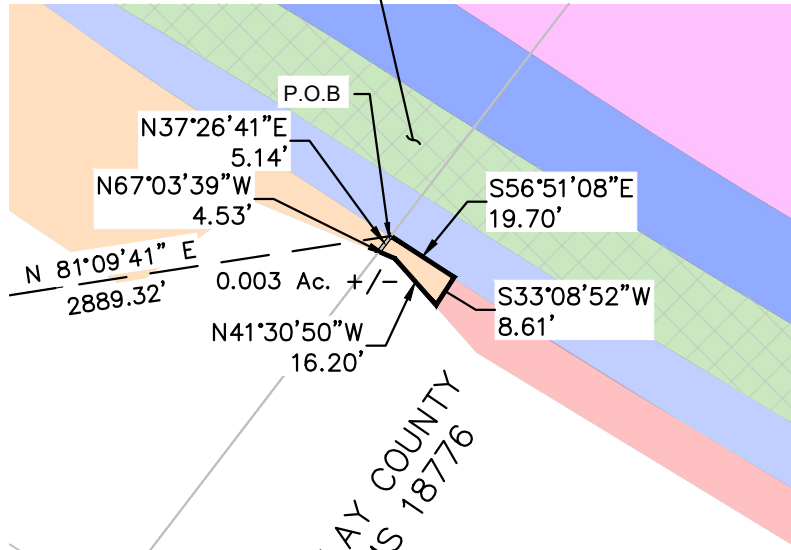 P.O.B
N37°26'41"E
5.14'
N67°03'39"W
4.53'
S56°51'08"E
19.70'
N 81°09'41" E
2889.32'
0.003 Ac. +/-
S33°08'52"W
8.61'
N41°30'50"W
16.20'
COUNTY
18776